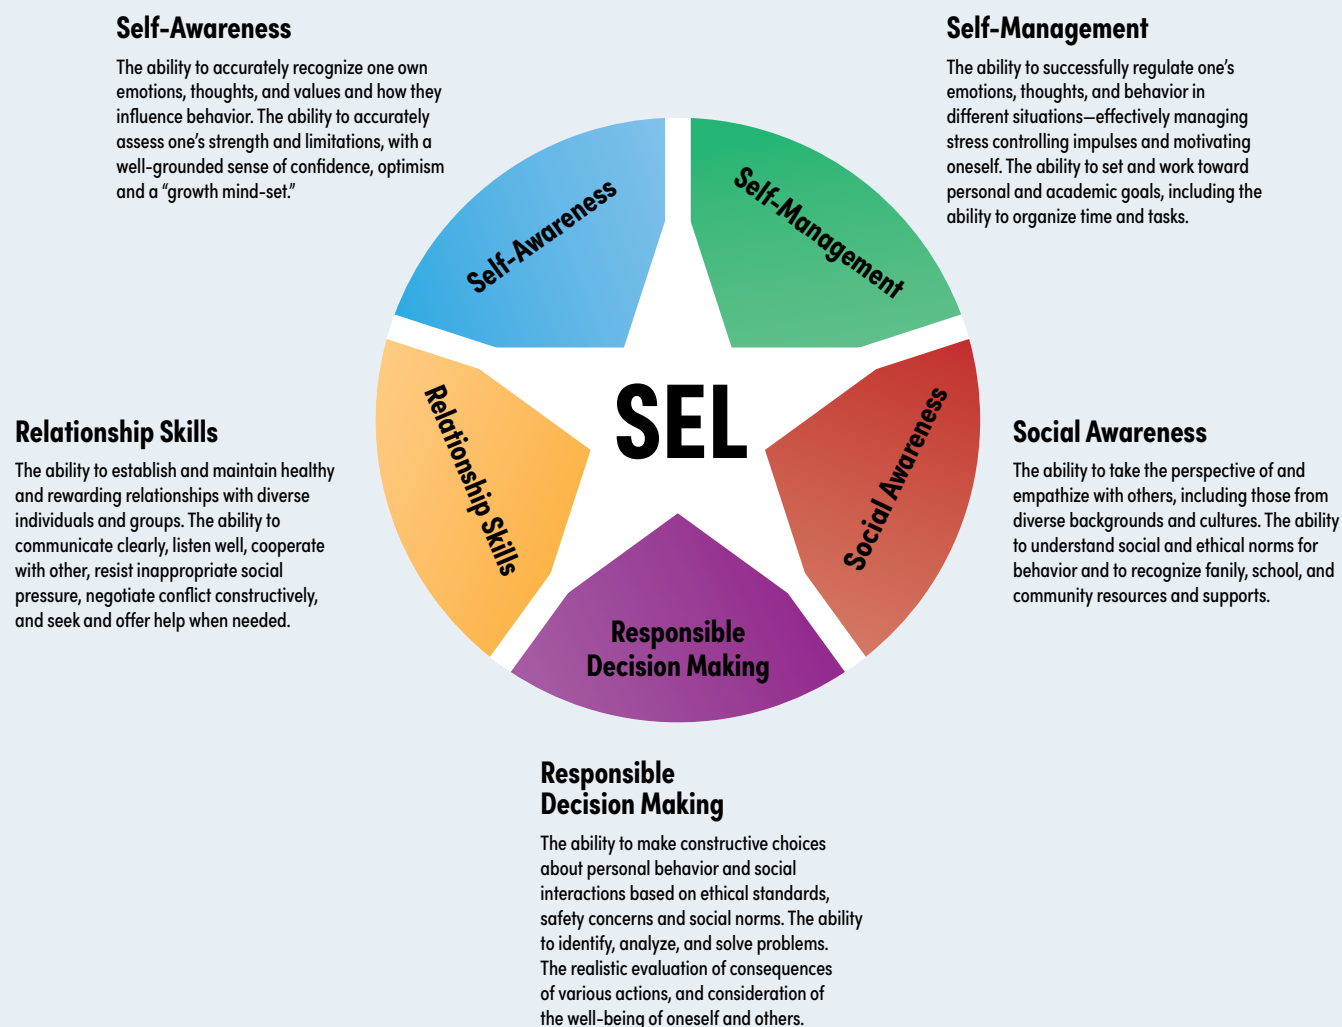 Self-Awareness
The ability to accurately recognize one own
emotions, thoughts, and values and how they
influence behavior. The ability to accurately
assess one’s strength and limitations, with a
well-grounded sense of confidence, optimism
and a “growth mind-set.”
Self-Management
The ability to successfully regulate one’s
emotions, thoughts, and behavior in
different situations—effectively managing
stress controlling impulses and motivating
oneself. The ability to set and work toward
personal and academic goals, including the
ability to organize time and tasks.
Self-Awareness
Self-Management
SEL
Relationship Skills
Social Awareness
Responsible
Decision Making
Relationship Skills
The ability to establish and maintain healthy
and rewarding relationships with diverse
individuals and groups. The ability to
communicate clearly, listen well, cooperate
with other, resist inappropriate social
pressure, negotiate conflict constructively,
and seek and offer help when needed.
Social Awareness
The ability to take the perspective of and
empathize with others, including those from
diverse backgrounds and cultures. The ability
to understand social and ethical norms for
behavior and to recognize fanily, school, and
community resources and supports.
Responsible
Decision Making
The ability to make constructive choices
about personal behavior and social
interactions based on ethical standards,
safety concerns and social norms. The ability
to identify, analyze, and solve problems.
The realistic evaluation of consequences
of various actions, and consideration of
the well-being of oneself and others.